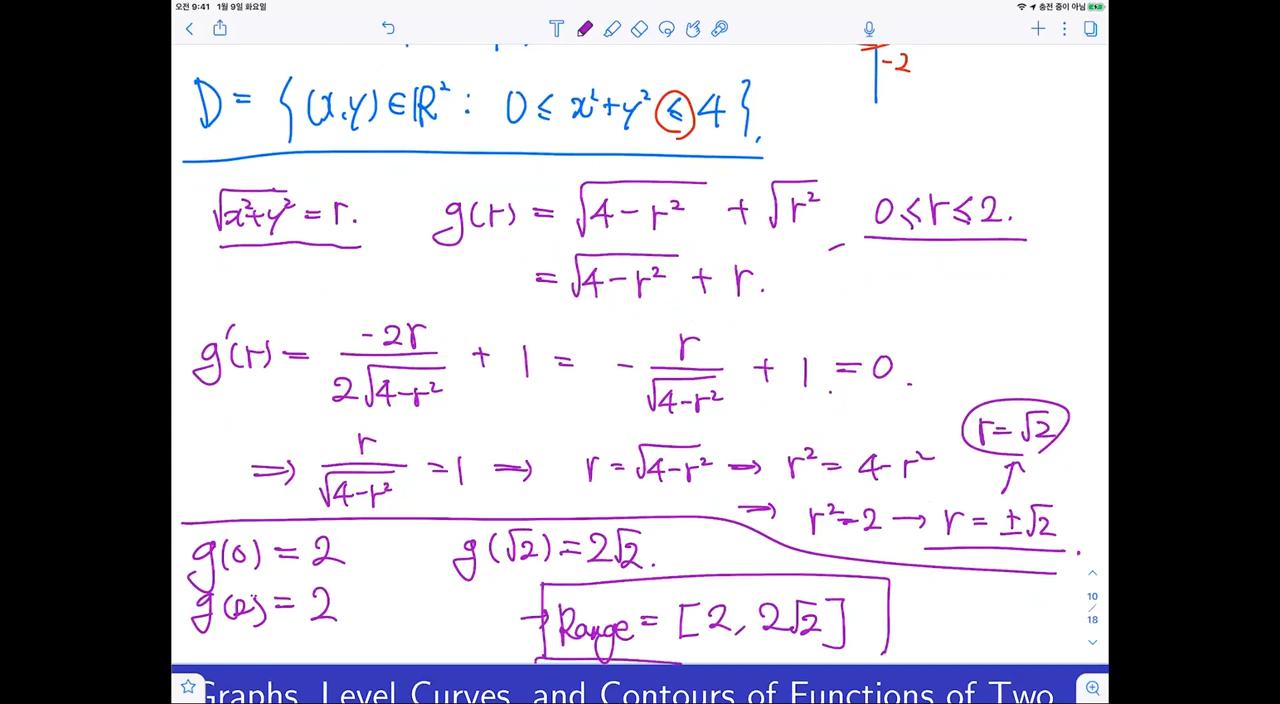 오전 9:41 1월 9일 화요일
충전 중이 아님
-2
D = { (x,y) ∈ ℝ² : 0 ≤ x²+y² ≤ 4 }.
√(x²+y²) = r. g(r) = √(4-r²) + √(r²) , 0 ≤ r ≤ 2.
= √(4-r²) + r.
g'(r) = -2r / (2√(4-r²)) + 1 = - r / √(4-r²) + 1 = 0.
⇒ r / √(4-r²) = 1 ⇒ r = √(4-r²) ⇒ r² = 4-r²
r = √2
⇒ r² = 2 → r = ±√2.
g(0) = 2 g(√2) = 2√2.
g(2) = 2
→ Range = [2, 2√2]
10 / 18
Graphs, Level Curves, and Contours of Functions of Two